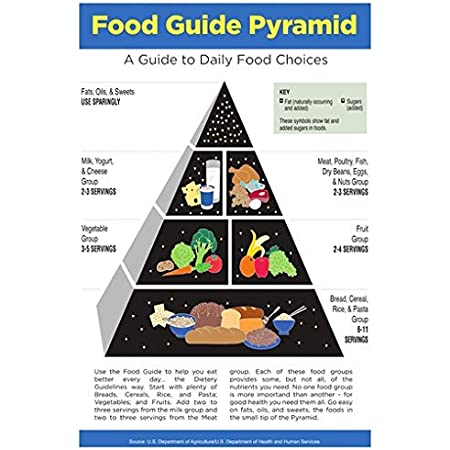 Food Guide Pyramid
A Guide to Daily Food Choices
Fats, Oils, & Sweets
USE SPARINGLY
KEY
Fat (naturally occurring
and added)
Sugars
(added)
These symbols show fat and
added sugars in foods.
Milk, Yogurt,
& Cheese
Group
2-3 SERVINGS
Meat, Poultry, Fish,
Dry Beans, Eggs,
& Nuts Group
2-3 SERVINGS
Vegetable
Group
3-5 SERVINGS
Fruit
Group
2-4 SERVINGS
Bread, Cereal,
Rice, & Pasta
Group
6-11
SERVINGS
Use the Food Guide to help you eat
better every day... the Dietery
Guidelines way. Start with plenty of
Breads, Cereals, Rice, and Pasta;
Vegetables; and Fruits. Add two to
three servings from the milk group and
two to three servings from the Meat
group. Each of these food groups
provides some, but not all, of the
nutrients you need. No one food group
is more important than another - for
good health you need them all. Go easy
on fats, oils, and sweets, the foods in
the small tip of the Pyramid.
Source: U.S. Department of Agriculture/U.S. Department of Health and Human Services